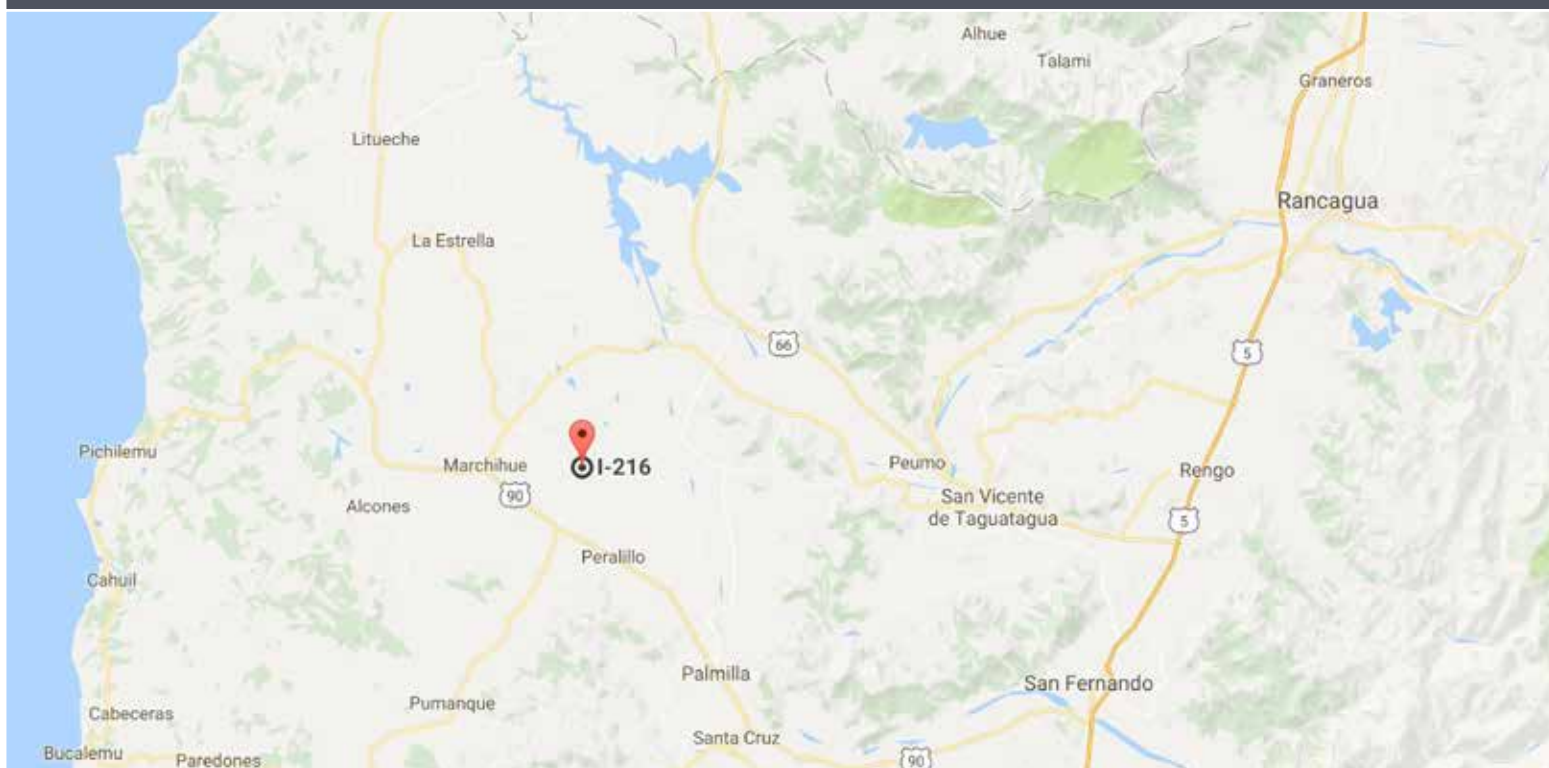 Alhue
Talami
Graneros
Litueche
Rancagua
La Estrella
66
5
Pichilemu
Marchihue
I-216
Peumo
Rengo
90
San Vicente
de Taguatagua
Alcones
5
Peralillo
Cahuil
Palmilla
San Fernando
Pumanque
Cabeceras
Santa Cruz
Bucalemu
Paredones
90